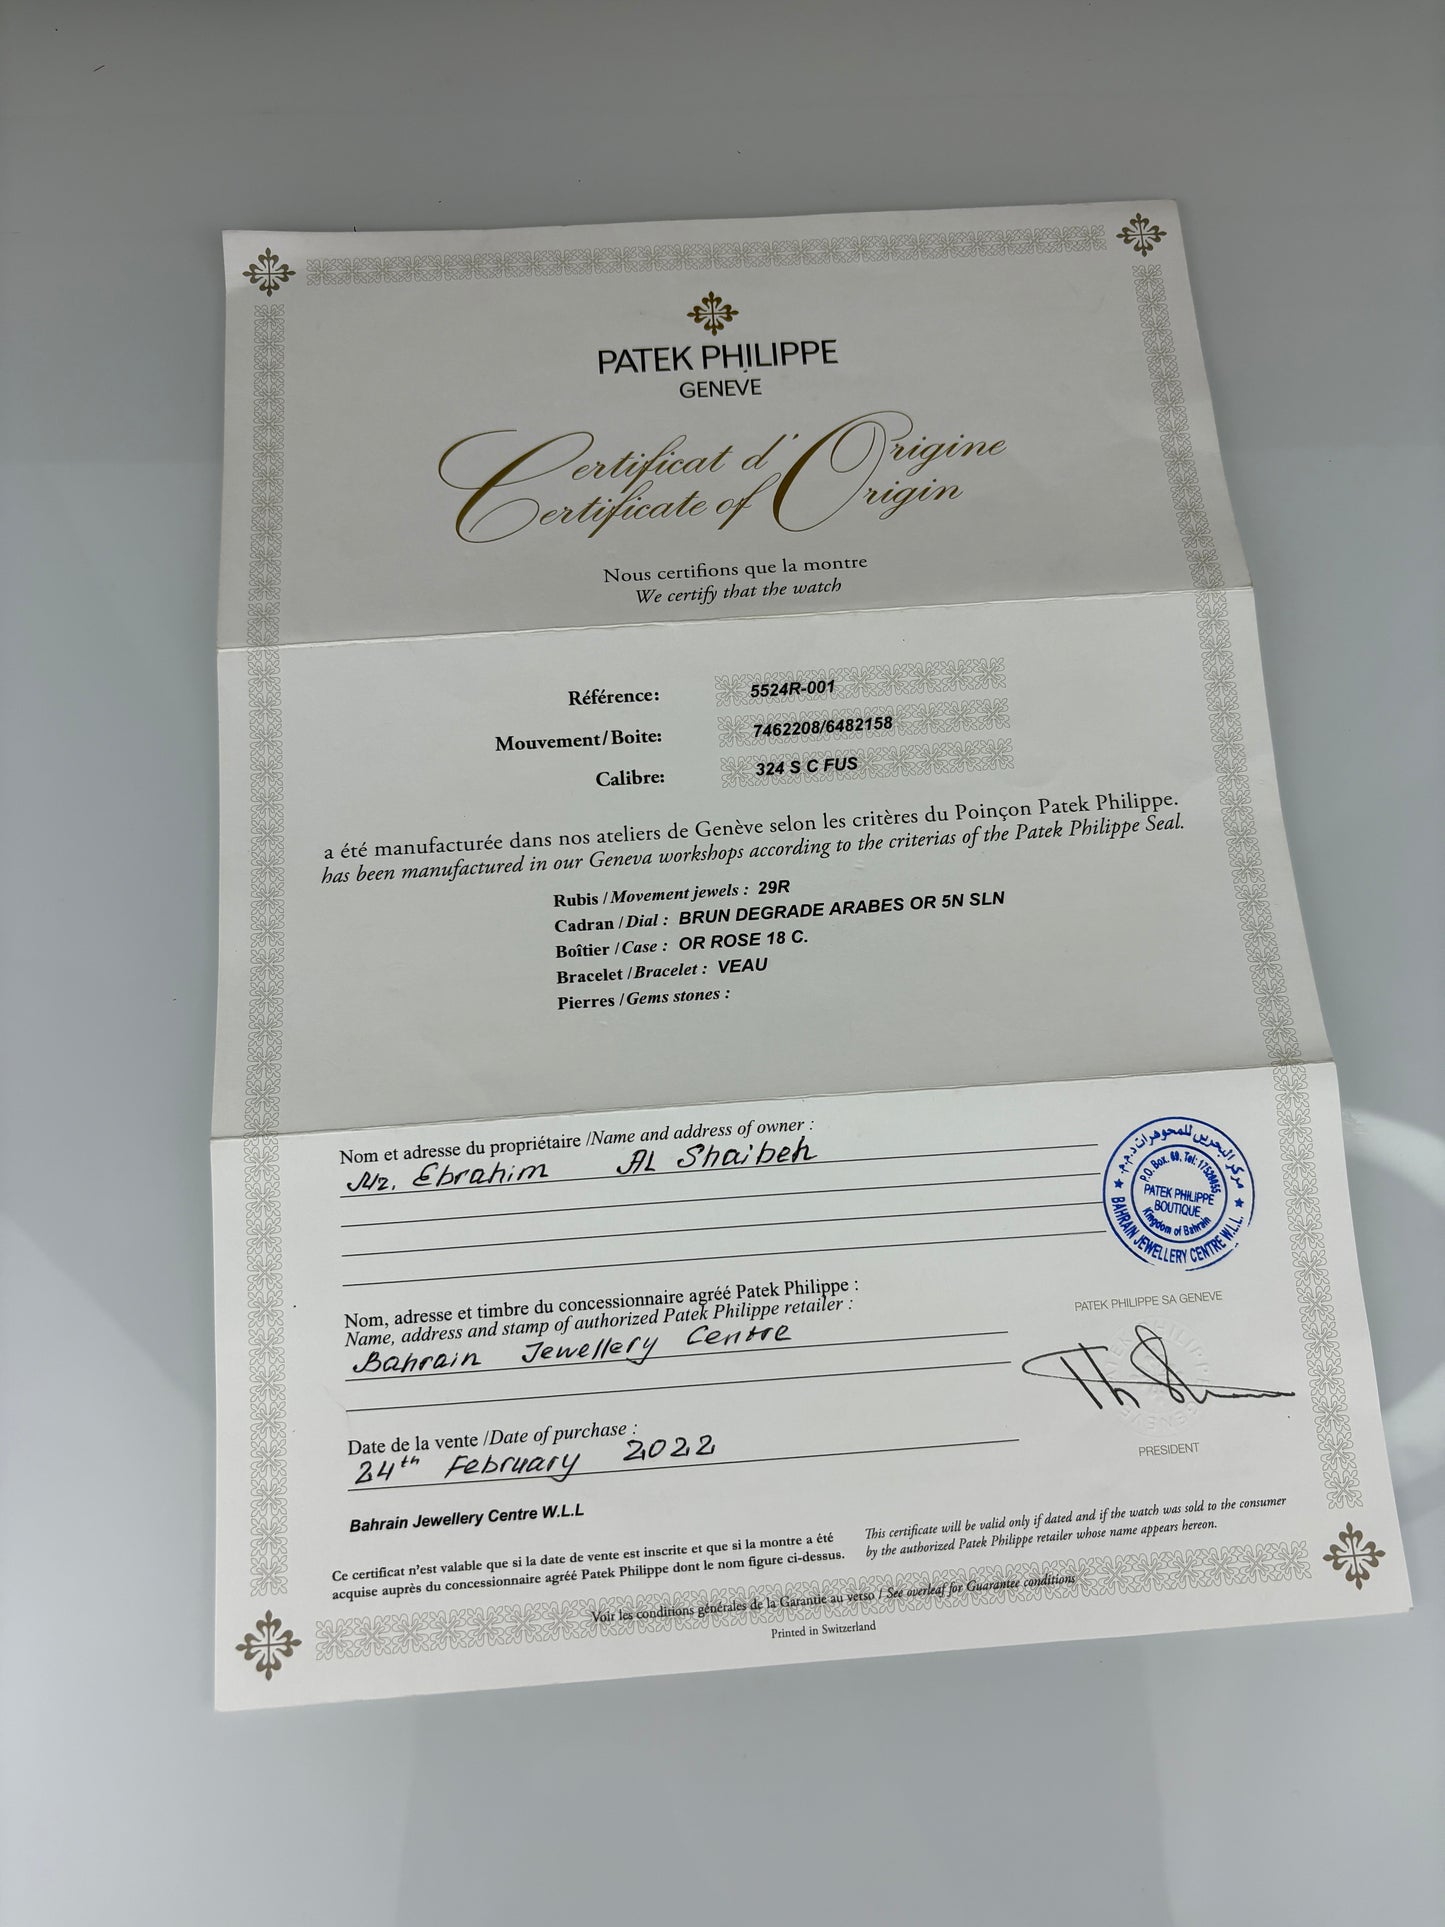 PATEK PHILIPPE
GENEVE
Certificat d'Origine
Certificate of Origin
Nous certifions que la montre
We certify that the watch
Référence: 5524R-001
Mouvement/Boite: 7462208/6482158
Calibre: 324 S C FUS
a été manufacturée dans nos ateliers de Genève selon les critères du Poinçon Patek Philippe.
has been manufactured in our Geneva workshops according to the criterias of the Patek Philippe Seal.
Rubis / Movement jewels : 29R
Cadran / Dial : BRUN DEGRADE ARABES OR 5N SLN
Boîtier / Case : OR ROSE 18 C.
Bracelet / Bracelet : VEAU
Pierres / Gems stones :
Nom et adresse du propriétaire / Name and address of owner :
Mr. Ebrahim AL Shaibeh
مركز البحرين للمجوهرات ذ.م.م.
P.O. Box. 69, Tel: 17520055
PATEK PHILIPPE
BOUTIQUE
Kingdom of Bahrain
BAHRAIN JEWELLERY CENTRE W.L.L.
Nom, adresse et timbre du concessionnaire agréé Patek Philippe :
Name, address and stamp of authorized Patek Philippe retailer :
Bahrain Jewellery Centre
PATEK PHILIPPE SA GENEVE
PRESIDENT
Date de la vente / Date of purchase :
24th February 2022
Bahrain Jewellery Centre W.L.L
Ce certificat n'est valable que si la date de vente est inscrite et que si la montre a été
acquise auprès du concessionnaire agréé Patek Philippe dont le nom figure ci-dessus.
This certificate will be valid only if dated and if the watch was sold to the consumer
by the authorized Patek Philippe retailer whose name appears hereon.
Voir les conditions générales de la Garantie au verso / See overleaf for Guarantee conditions
Printed in Switzerland